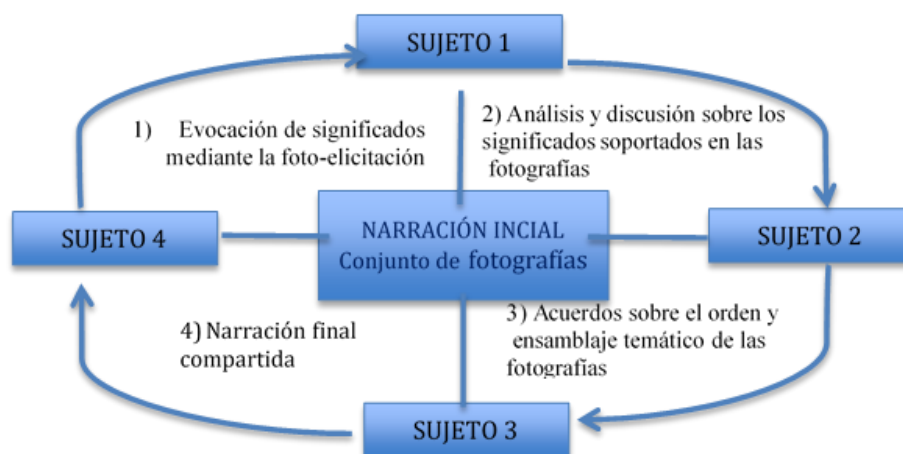 SUJETO 1
1) Evocación de significados
mediante la foto-elicitación
2) Análisis y discusión sobre los
significados soportados en las
fotografías
SUJETO 4
NARRACIÓN INCIAL
Conjunto de fotografías
SUJETO 2
4) Narración final
compartida
3) Acuerdos sobre el orden y
ensamblaje temático de las
fotografías
SUJETO 3